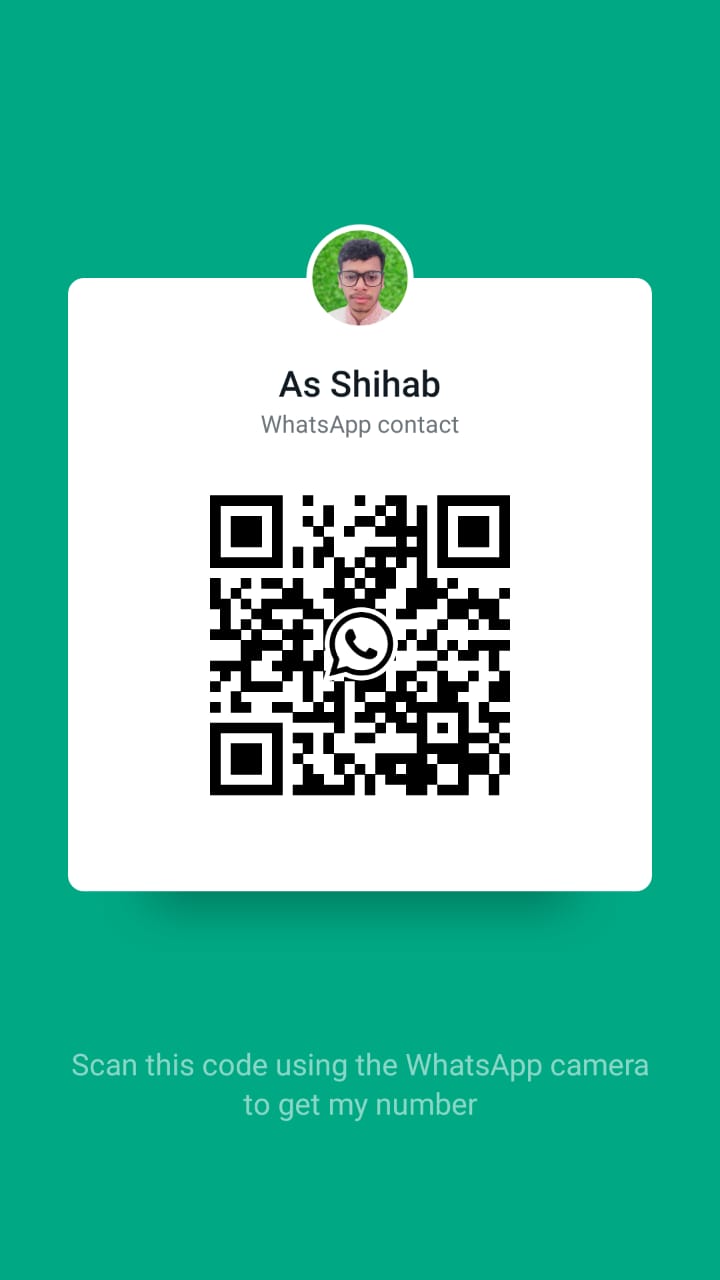 As Shihab
WhatsApp contact
Scan this code using the WhatsApp camera
to get my number